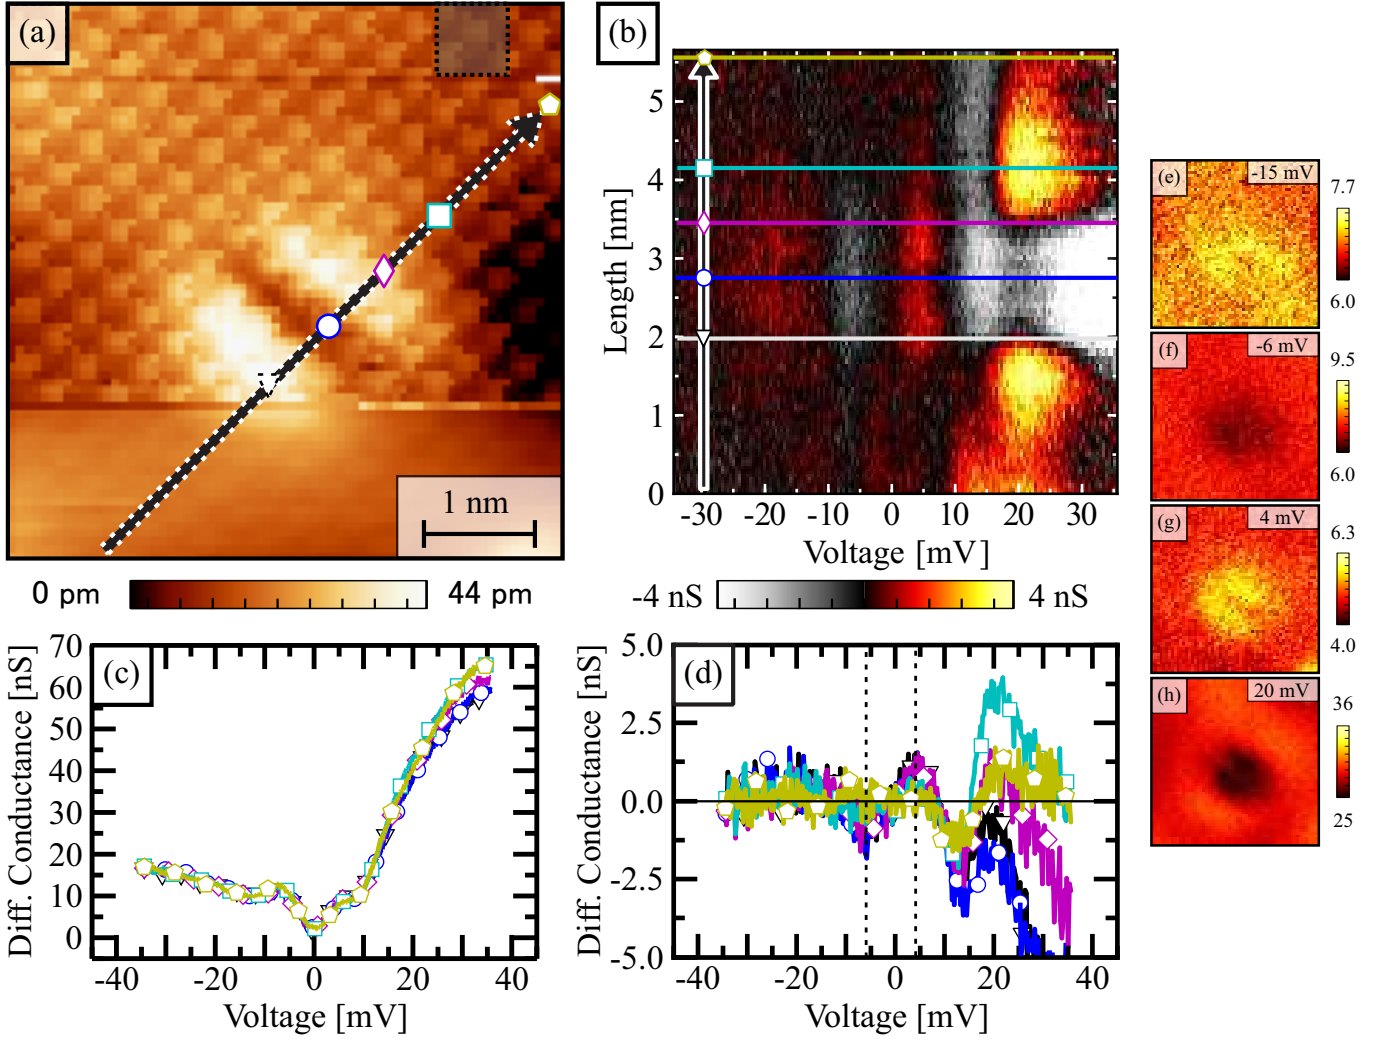 (a)
1 nm
0 pm
44 pm
(b)
Length [nm]
5
4
3
2
1
0
-30 -20 -10 0 10 20 30
Voltage [mV]
-4 nS
4 nS
(c)
Diff. Conductance [nS]
70
60
50
40
30
20
10
0
-40 -20 0 20 40
Voltage [mV]
(d)
Diff. Conductance [nS]
5.0
2.5
0.0
-2.5
-5.0
-40 -20 0 20 40
Voltage [mV]
(e)
-15 mV
7.7
6.0
(f)
-6 mV
9.5
6.0
(g)
4 mV
6.3
4.0
(h)
20 mV
36
25